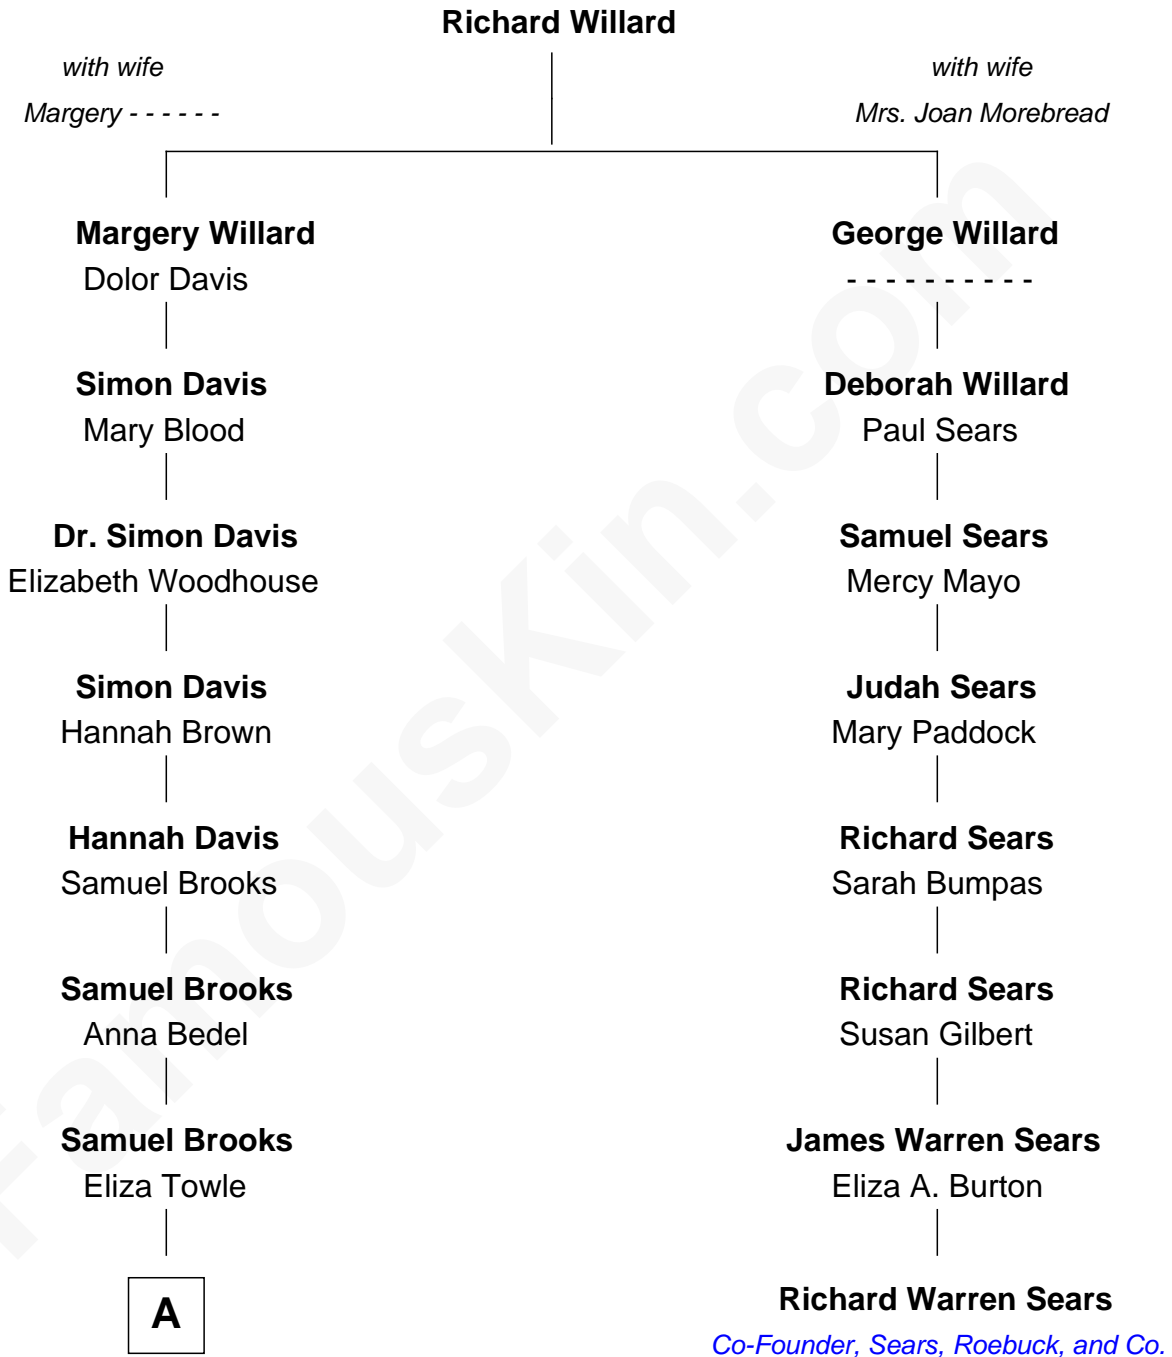 Richard Willard
with wife
Margery - - - - - -
with wife
Mrs. Joan Morebread
Margery Willard
Dolor Davis
George Willard
- - - - - - - - - -
Simon Davis
Mary Blood
Deborah Willard
Paul Sears
Dr. Simon Davis
Elizabeth Woodhouse
Samuel Sears
Mercy Mayo
Simon Davis
Hannah Brown
Judah Sears
Mary Paddock
Hannah Davis
Samuel Brooks
Richard Sears
Sarah Bumpas
Samuel Brooks
Anna Bedel
Richard Sears
Susan Gilbert
Samuel Brooks
Eliza Towle
James Warren Sears
Eliza A. Burton
A
Richard Warren Sears
Co-Founder, Sears, Roebuck, and Co.
FamousKin.com